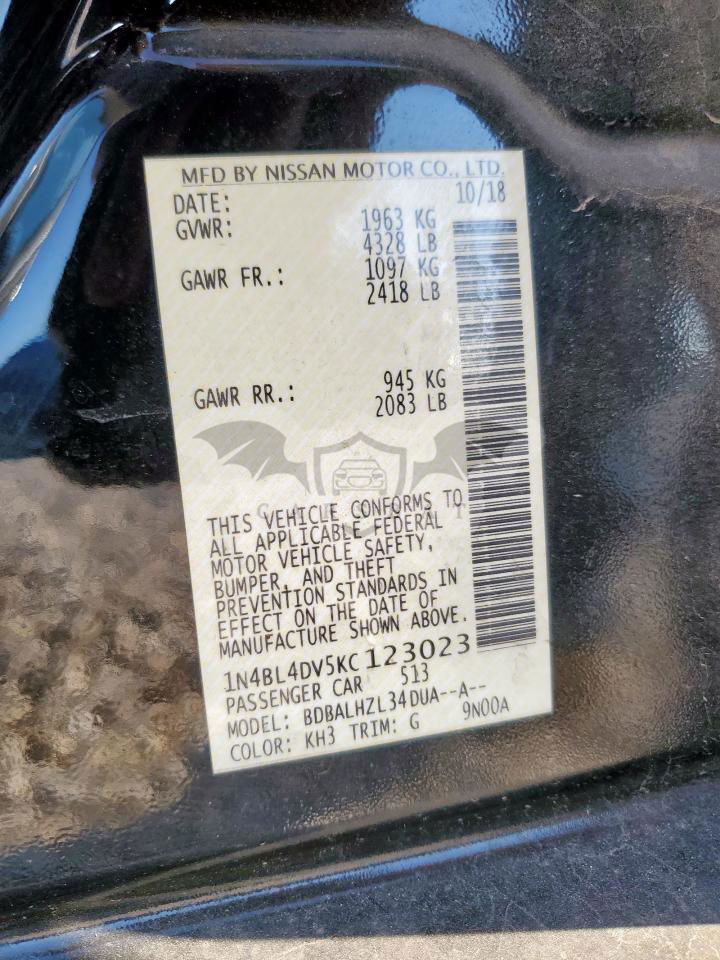 MFD BY NISSAN MOTOR CO., LTD.
DATE: 10/18
GVWR: 1963 KG
4328 LB
GAWR FR.: 1097 KG
2418 LB
GAWR RR.: 945 KG
2083 LB
THIS VEHICLE CONFORMS TO
ALL APPLICABLE FEDERAL
MOTOR VEHICLE SAFETY,
BUMPER, AND THEFT
PREVENTION STANDARDS IN
EFFECT ON THE DATE OF
MANUFACTURE SHOWN ABOVE.
1N4BL4DV5KC123023
PASSENGER CAR 513
MODEL: BDBALHZL34DUA--A--
COLOR: KH3 TRIM: G 9N00A